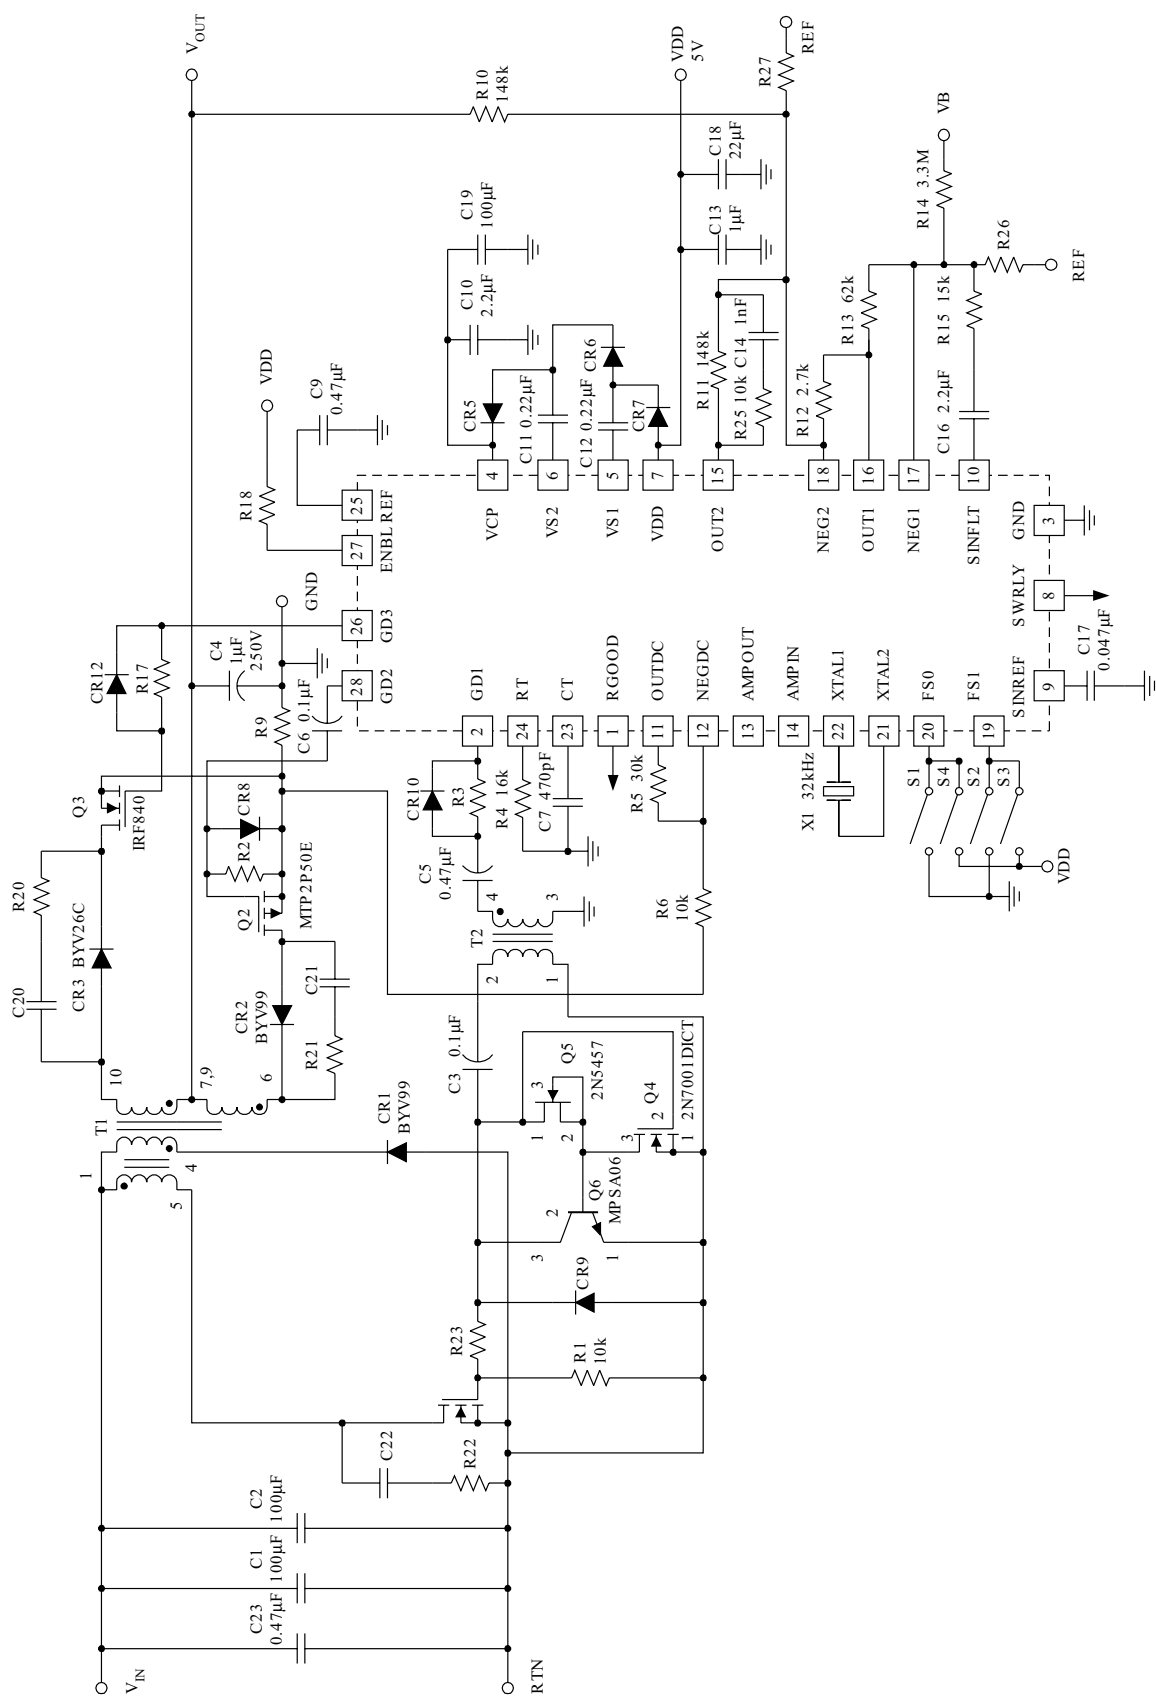 C20
R20
CR3 BYV26C
Q3
IRF840
CR12
R17
10
T1
7,9
6
CR2
BYV99
R21
C21
Q2
MTP2P50E
R2
CR8
R9
C6 0.1µF
C4
1µF
250V
GND
VOUT
1
4
5
CR1
BYV99
C23
0.47µF
C1
100µF
C2
100µF
VIN
RTN
C22
R22
R23
R1
10k
CR9
3
2
1
Q6
MPSA06
3
1
2
Q5
2N5457
3
2
1
Q4
2N7001DICT
C3 0.1µF
2
1
T2
4
3
C5
0.47µF
CR10
R3
R4 16k
C7 470pF
R5 30k
R6
10k
X1 32kHz
S1
S4
S2
S3
VDD
28
GD2
26
GD3
27
ENBL
25
REF
R18
VDD
C9
0.47µF
2
GD1
24
RT
23
CT
1
RGOOD
11
OUTDC
12
NEGDC
13
AMPOUT
14
AMPIN
22
XTAL1
21
XTAL2
20
FS0
19
FS1
9
SINREF
C17
0.047µF
8
SWRLY
3
GND
4
VCP
6
VS2
5
VS1
7
VDD
15
OUT2
18
NEG2
16
OUT1
17
NEG1
10
SINFLT
CR5
C10
2.2µF
C19
100µF
C11 0.22µF
C12 0.22µF
CR6
CR7
R10
148k
VDD
5V
C13
1µF
C18
22µF
R11 148k
R25 10k
C14 1nF
R12 2.7k
R13 62k
C16 2.2µF
R15 15k
R14 3.3M
VB
R26
REF
R27
REF